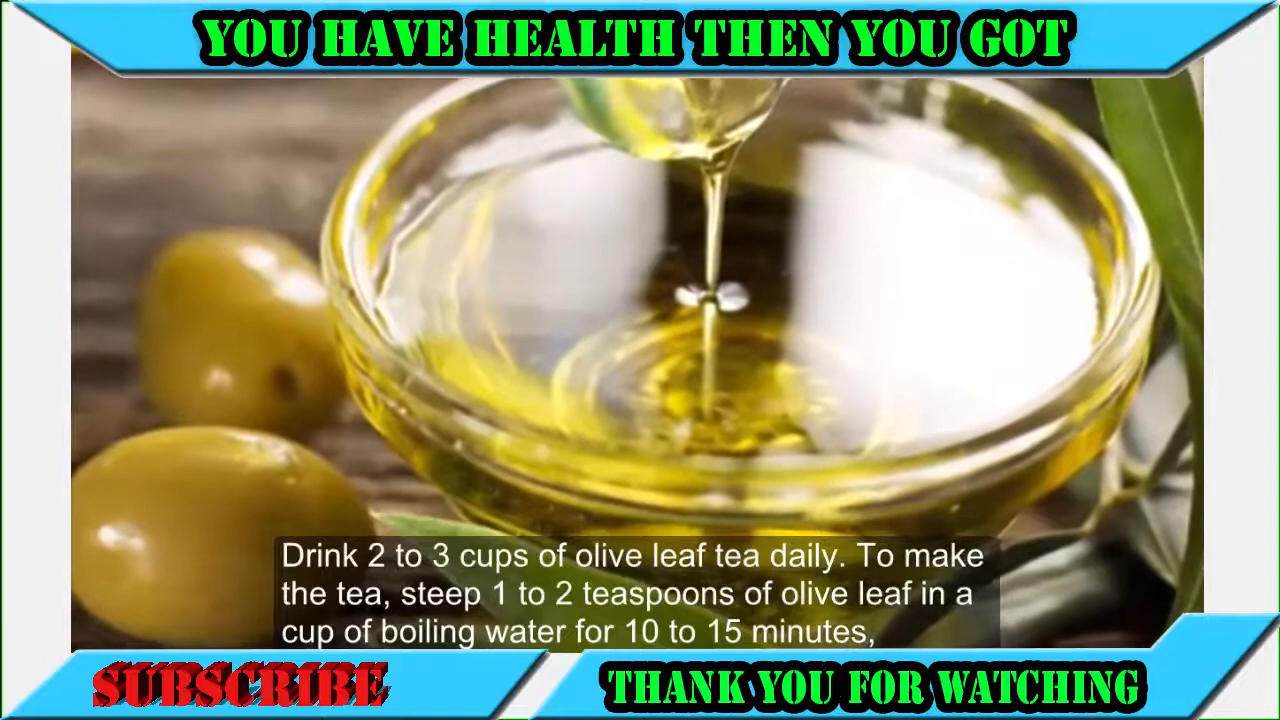 YOU HAVE HEALTH THEN YOU GOT
Drink 2 to 3 cups of olive leaf tea daily. To make
the tea, steep 1 to 2 teaspoons of olive leaf in a
cup of boiling water for 10 to 15 minutes,
SUBSCRIBE
THANK YOU FOR WATCHING